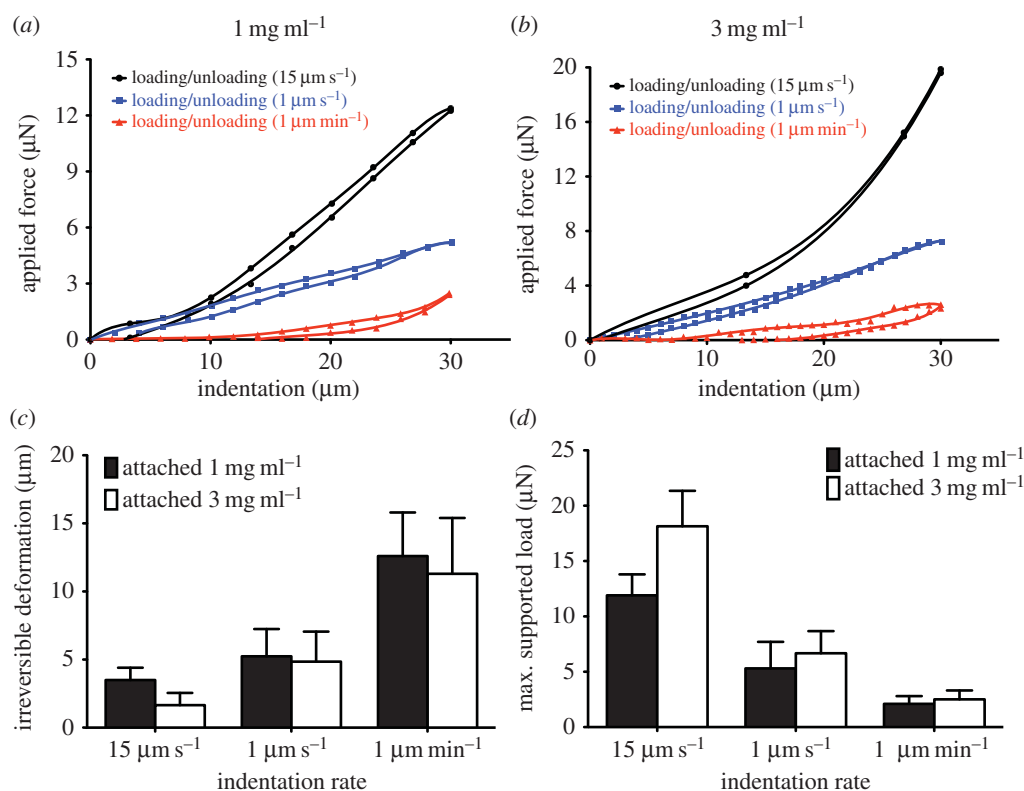 (a)
1 mg ml⁻¹
15
12
9
6
3
0
applied force (µN)
loading/unloading (15 µm s⁻¹)
loading/unloading (1 µm s⁻¹)
loading/unloading (1 µm min⁻¹)
0
10
20
30
indentation (µm)
(b)
3 mg ml⁻¹
20
16
12
8
4
0
applied force (µN)
loading/unloading (15 µm s⁻¹)
loading/unloading (1 µm s⁻¹)
loading/unloading (1 µm min⁻¹)
0
10
20
30
indentation (µm)
(c)
20
15
10
5
0
irreversible deformation (µm)
attached 1 mg ml⁻¹
attached 3 mg ml⁻¹
15 µm s⁻¹
1 µm s⁻¹
1 µm min⁻¹
indentation rate
(d)
25
20
15
10
5
0
max. supported load (µN)
attached 1 mg ml⁻¹
attached 3 mg ml⁻¹
15 µm s⁻¹
1 µm s⁻¹
1 µm min⁻¹
indentation rate